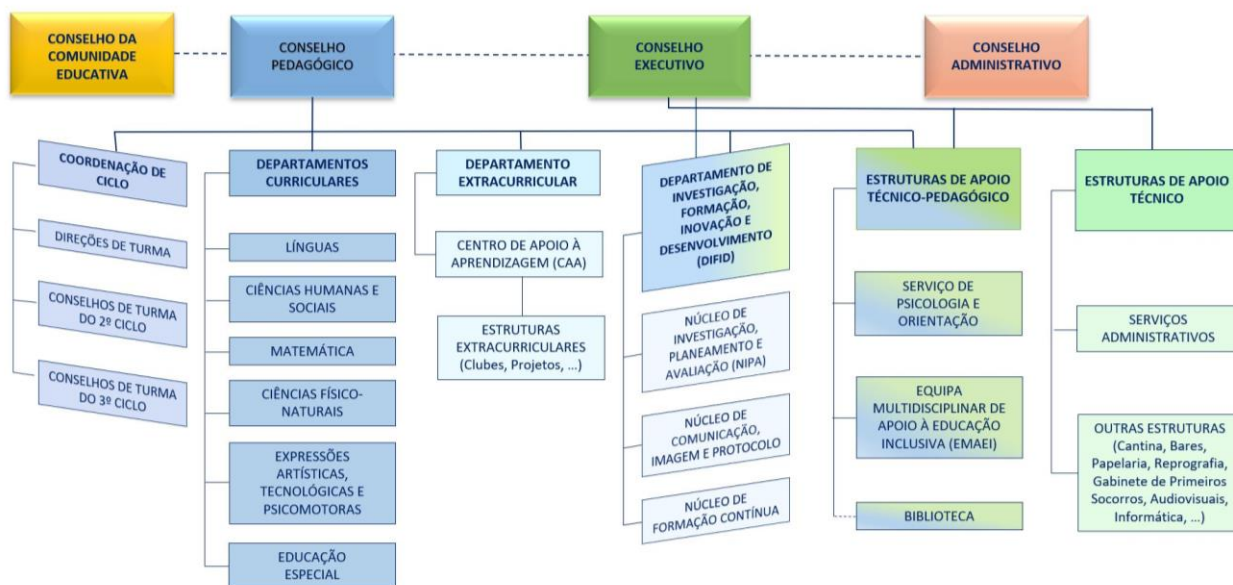 CONSELHO DA
COMUNIDADE
EDUCATIVA
CONSELHO
PEDAGÓGICO
CONSELHO
EXECUTIVO
CONSELHO
ADMINISTRATIVO
COORDENAÇÃO DE
CICLO
DIREÇÕES DE TURMA
CONSELHOS DE TURMA
DO 2º CICLO
CONSELHOS DE TURMA
DO 3º CICLO
DEPARTAMENTOS
CURRICULARES
LÍNGUAS
CIÊNCIAS HUMANAS E
SOCIAIS
MATEMÁTICA
CIÊNCIAS FÍSICO-
NATURAIS
EXPRESSÕES
ARTÍSTICAS,
TECNOLÓGICAS E
PSICOMOTORAS
EDUCAÇÃO
ESPECIAL
DEPARTAMENTO
EXTRACURRICULAR
CENTRO DE APOIO À
APRENDIZAGEM (CAA)
ESTRUTURAS
EXTRACURRICULARES
(Clubes, Projetos, ...)
DEPARTAMENTO DE
INVESTIGAÇÃO,
FORMAÇÃO,
INOVAÇÃO E
DESENVOLVIMENTO
(DIFID)
NÚCLEO DE
INVESTIGAÇÃO,
PLANEAMENTO E
AVALIAÇÃO (NIPA)
NÚCLEO DE
COMUNICAÇÃO,
IMAGEM E PROTOCOLO
NÚCLEO DE
FORMAÇÃO CONTÍNUA
ESTRUTURAS DE APOIO
TÉCNICO-PEDAGÓGICO
SERVIÇO DE
PSICOLOGIA E
ORIENTAÇÃO
EQUIPA
MULTIDISCIPLINAR DE
APOIO À EDUCAÇÃO
INCLUSIVA (EMAEI)
BIBLIOTECA
ESTRUTURAS DE APOIO
TÉCNICO
SERVIÇOS
ADMINISTRATIVOS
OUTRAS ESTRUTURAS
(Cantina, Bares,
Papelaria, Reprografia,
Gabinete de Primeiros
Socorros, Audiovisuais,
Informática, ...)